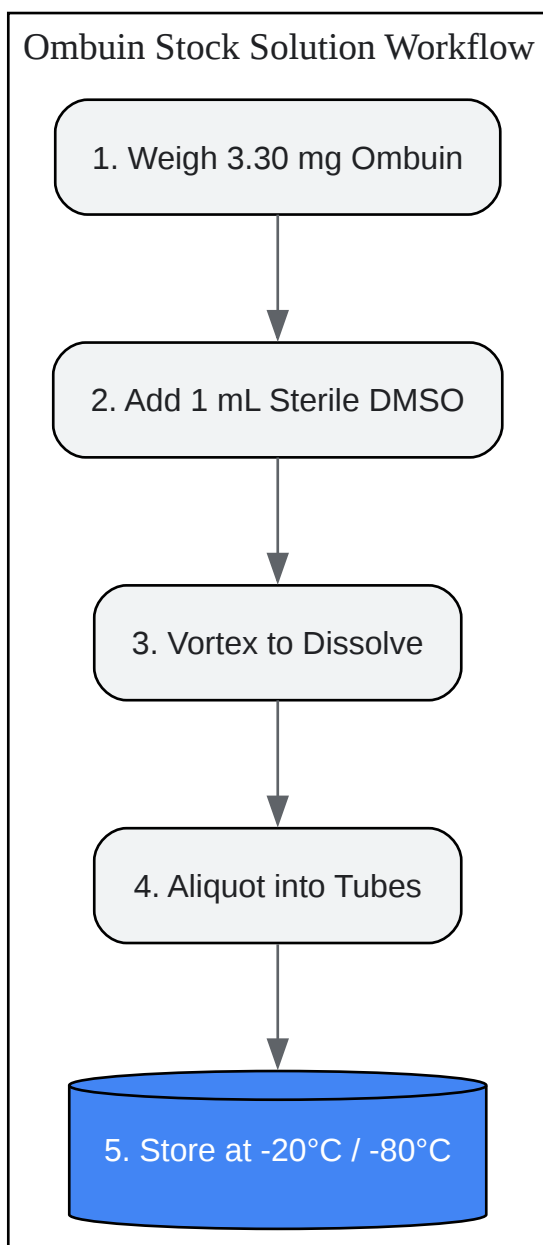 Ombuin Stock Solution Workflow
1. Weigh 3.30 mg Ombuin
2. Add 1 mL Sterile DMSO
3. Vortex to Dissolve
4. Aliquot into Tubes
5. Store at -20°C / -80°C